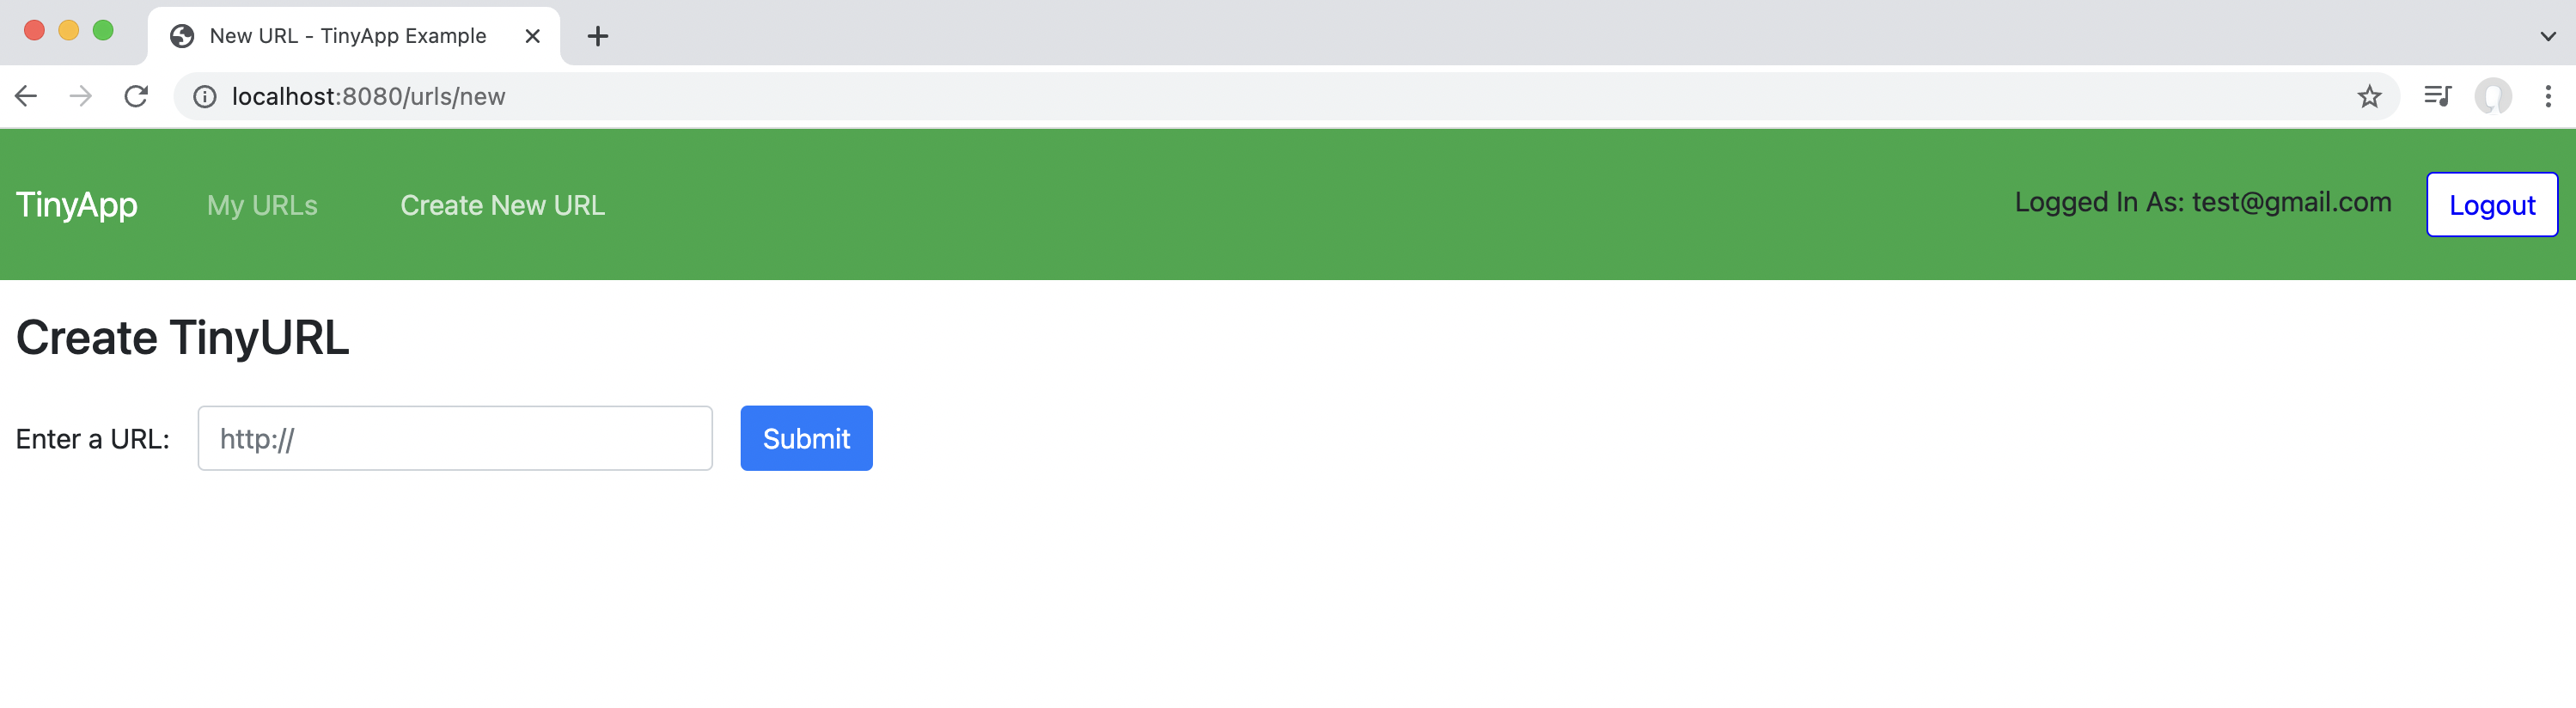 New URL - TinyApp Example
localhost:8080/urls/new
TinyApp My URLs Create New URL Logged In As: test@gmail.com Logout
Create TinyURL
Enter a URL: http:// Submit